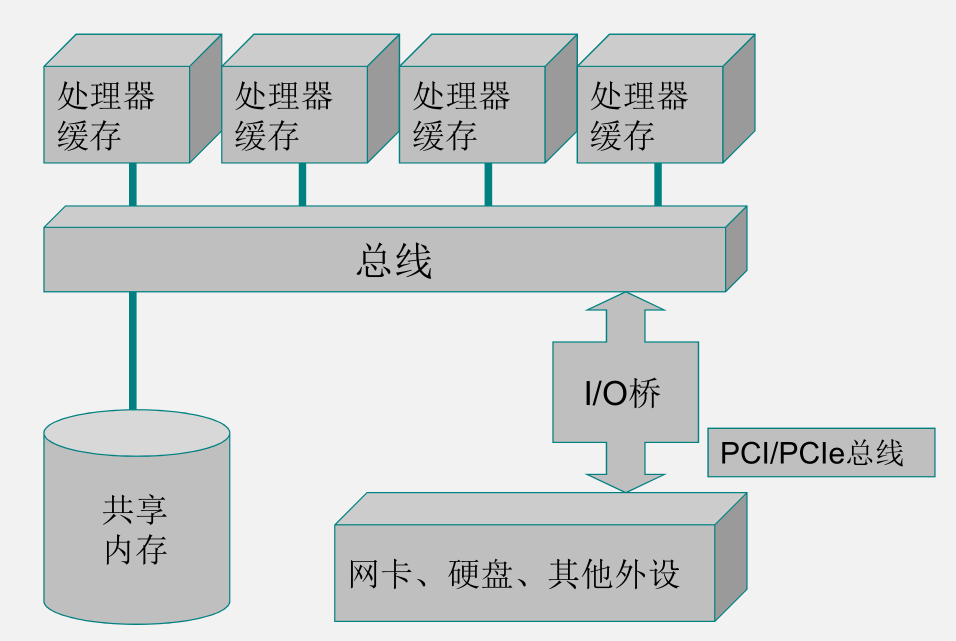 处理器
缓存
处理器
缓存
处理器
缓存
处理器
缓存
总线
I/O桥
PCI/PCIe总线
共享
内存
网卡、硬盘、其他外设